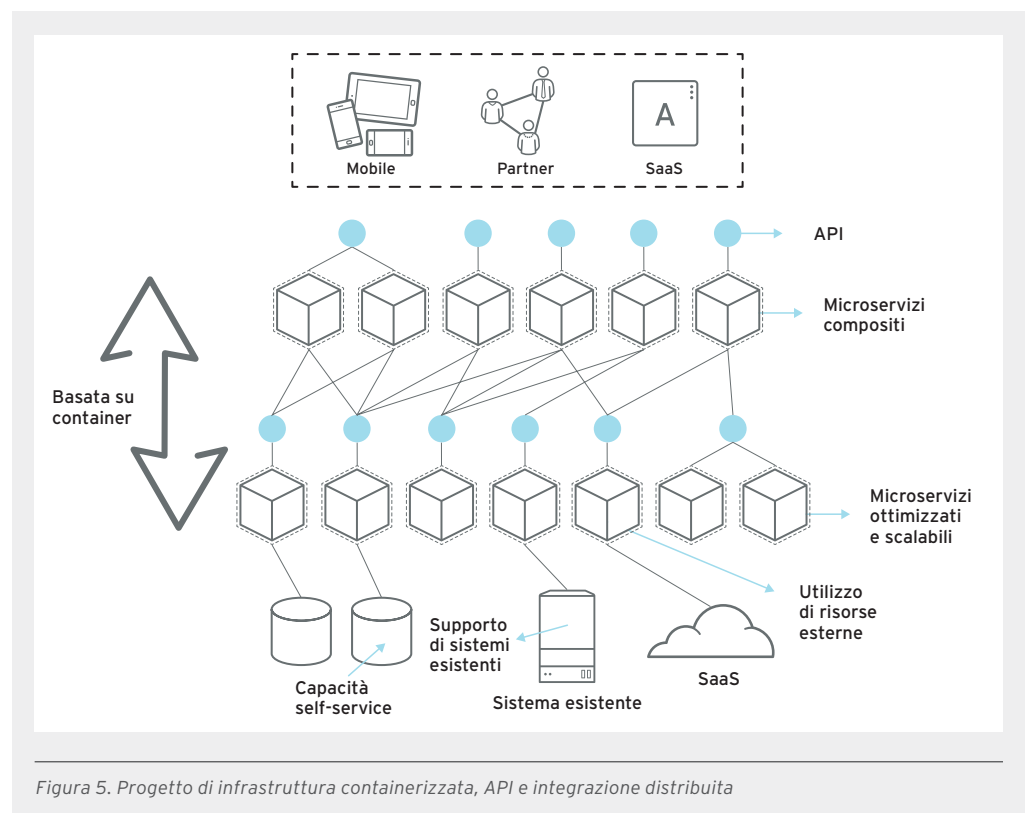 Mobile
Partner
A
SaaS
API
Microservizi
compositi
Basata su
container
Microservizi
ottimizzati
e scalabili
Utilizzo
di risorse
esterne
Supporto
di sistemi
esistenti
Capacità
self-service
Sistema esistente
SaaS
Figura 5. Progetto di infrastruttura containerizzata, API e integrazione distribuita